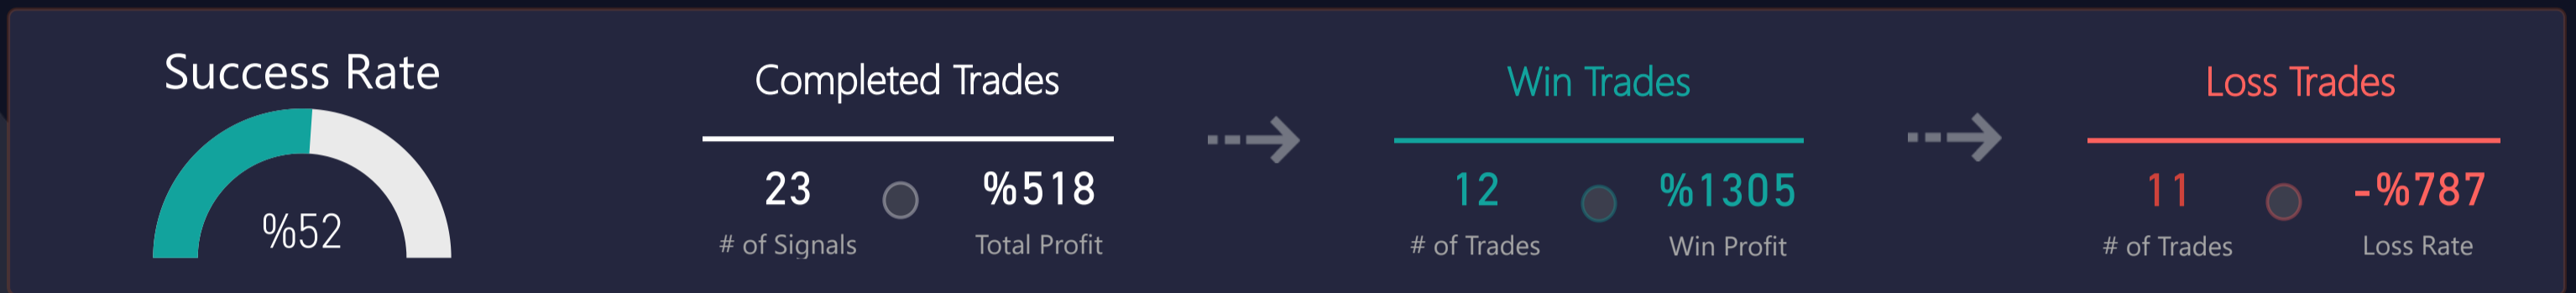 Success Rate
%52
Completed Trades
23
# of Signals
%518
Total Profit
Win Trades
12
# of Trades
%1305
Win Profit
Loss Trades
11
# of Trades
-%787
Loss Rate